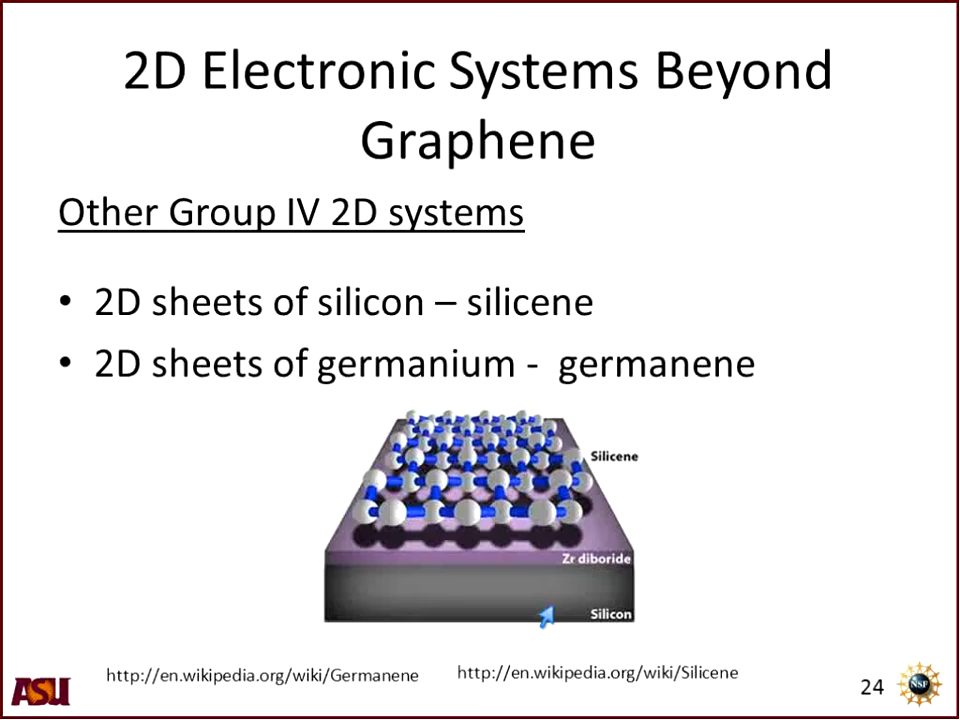 2D Electronic Systems Beyond
Graphene
Other Group IV 2D systems
• 2D sheets of silicon – silicene
• 2D sheets of germanium - germanene
Silicene
Zr diboride
Silicon
http://en.wikipedia.org/wiki/Germanene
http://en.wikipedia.org/wiki/Silicene
24
ASU
NSF